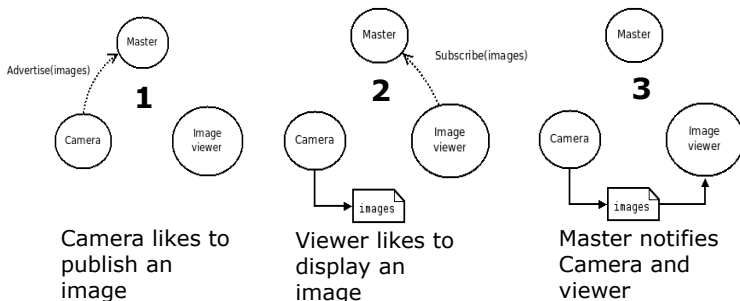 Master
Advertise(images)
1
Camera
Image
viewer
Camera likes to
publish an
image
Master
Subscribe(images)
2
Camera
Image
viewer
images
Viewer likes to
display an
image
Master
3
Camera
Image
viewer
images
Master notifies
Camera and
viewer